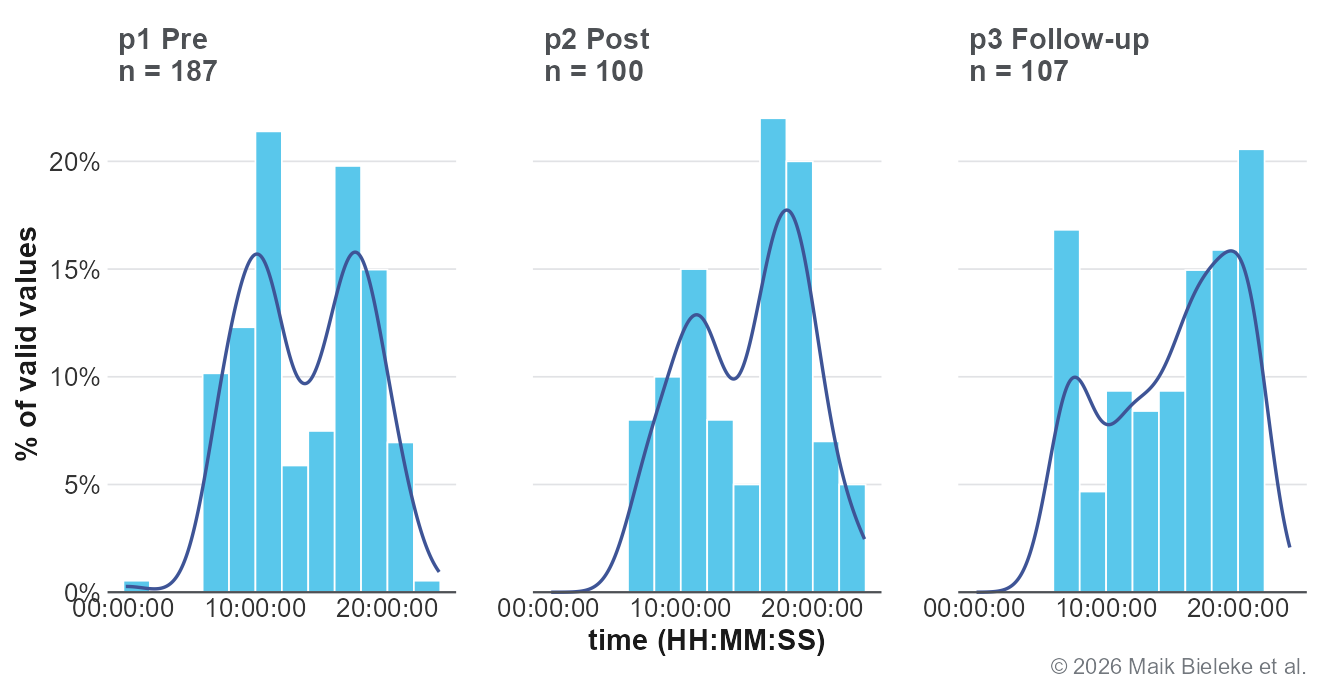 p1 Pre
n = 187
p2 Post
n = 100
p3 Follow-up
n = 107
% of valid values
20%
15%
10%
5%
0%
00:00:00 10:00:00 20:00:00
00:00:00 10:00:00 20:00:00
00:00:00 10:00:00 20:00:00
time (HH:MM:SS)
© 2026 Maik Bieleke et al.